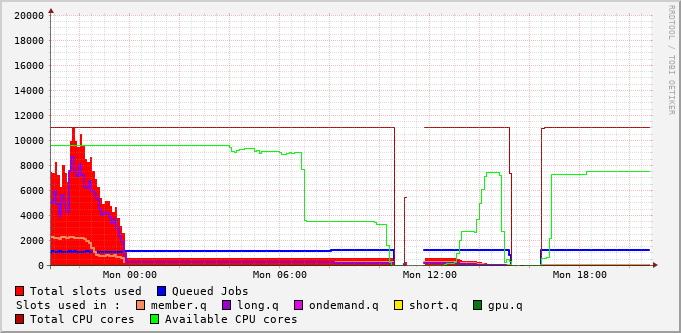 RRDTOOL / TOBI OETIKER
20000
18000
16000
14000
12000
10000
8000
6000
4000
2000
0
Mon 00:00 Mon 06:00 Mon 12:00 Mon 18:00
Total slots used Queued Jobs
Slots used in : member.q long.q ondemand.q short.q gpu.q
Total CPU cores Available CPU cores